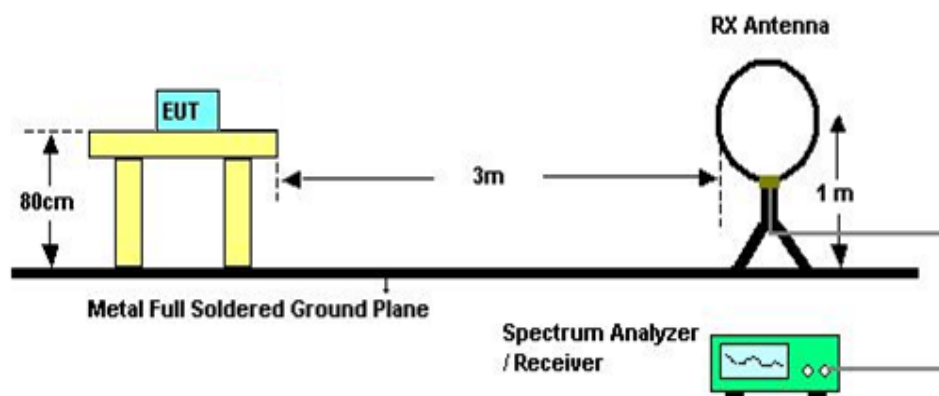 RX Antenna
EUT
80cm
3m
1 m
Metal Full Soldered Ground Plane
Spectrum Analyzer
/ Receiver